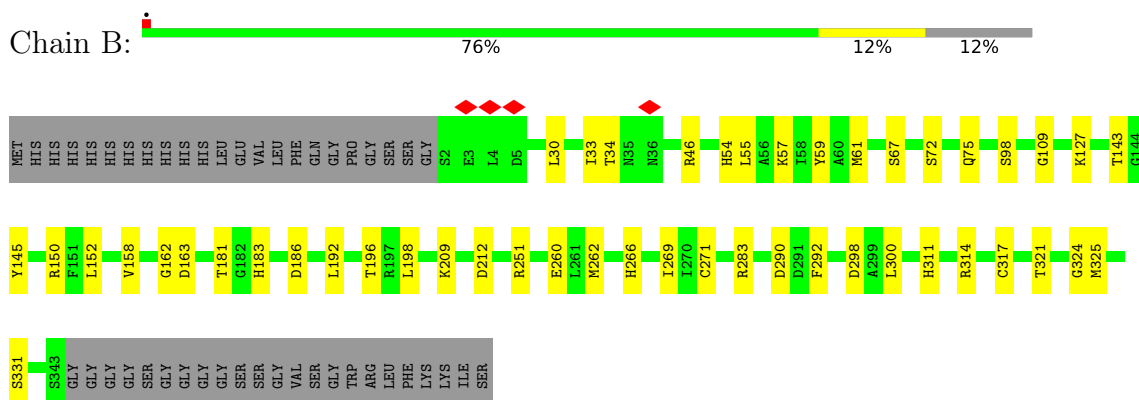 Chain B:
76% 12% 12%
MET HIS HIS HIS HIS HIS HIS HIS HIS HIS HIS LEU GLU VAL LEU PHE GLN GLY PRO GLY SER SER GLY S2 E3 L4 D5 L30 I33 T34 N35 N36 R46 H54 L55 A56 K57 I58 Y59 A60 M61 S67 S72 Q75 S98 G109 K127 T143 G144
Y145 R150 F151 L152 V158 G162 D163 T181 G182 H183 D186 L192 T196 R197 L198 K209 D212 R251 E260 L261 M262 H266 I269 I270 C271 R283 D290 D291 F292 D298 A299 L300 H311 R314 C317 T321 G324 M325
S331 S343 GLY GLY GLY GLY SER GLY GLY GLY GLY SER SER GLY VAL SER GLY TRP ARG LEU PHE LYS LYS ILE SER